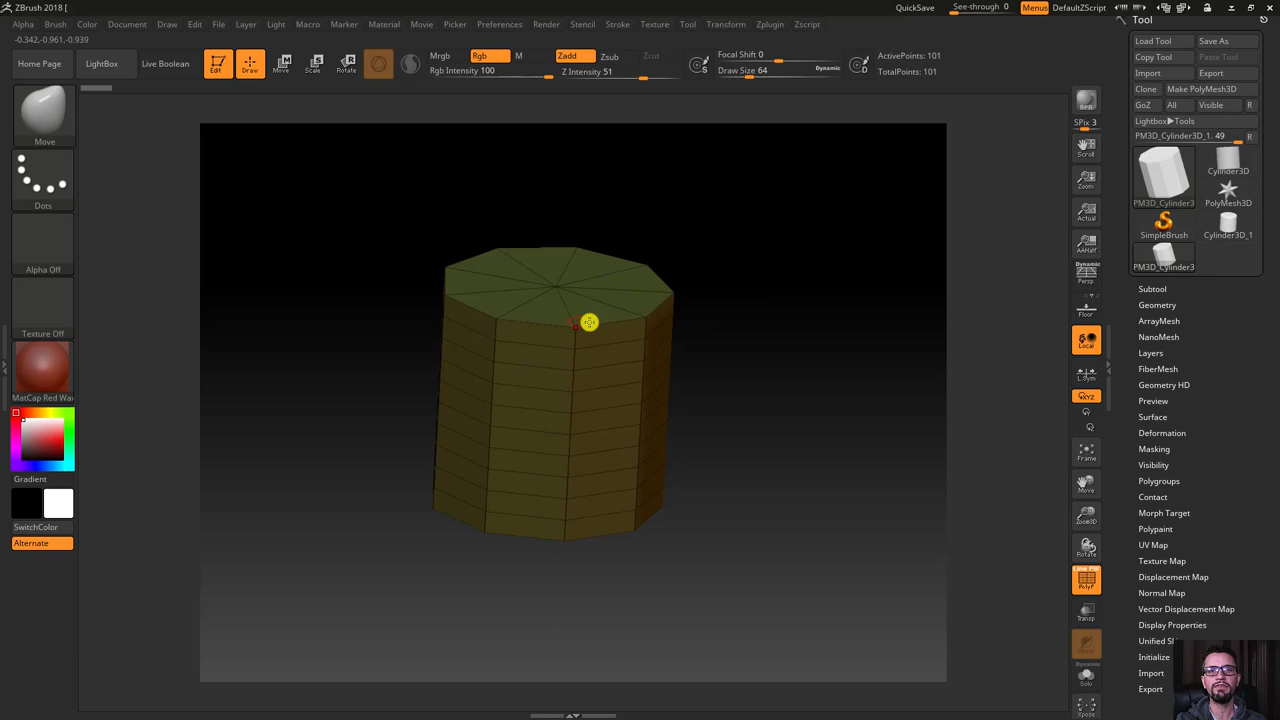 ZBrush 2018 [
QuickSave
See-through 0
Menus
DefaultZScript
Alpha Brush Color Document Draw Edit File Layer Light Macro Marker Material Movie Picker Preferences Render Stencil Stroke Texture Tool Transform Zplugin Zscript
-0.342,-0.961,-0.939
Home Page
LightBox
Live Boolean
Edit
Draw
Move
Scale
Rotate
Mrgb
Rgb
M
Rgb Intensity 100
Zadd
Zsub
Zcut
Z Intensity 51
S
Focal Shift 0
Draw Size 64
Dynamic
D
ActivePoints: 101
TotalPoints: 101
Move
Dots
Alpha Off
Texture Off
MatCap Red Wax
Gradient
SwitchColor
Alternate
BPR
SPix 3
Scroll
Zoom
Actual
AAHalf
Dynamic
Persp
Floor
Local
L.Sym
XYZ
Frame
Move
Zoom3D
Rotate
Line Fill
PolyF
Transp
Dynamic
Solo
Xpose
Tool
Load Tool
Save As
Copy Tool
Paste Tool
Import
Export
Clone
Make PolyMesh3D
GoZ
All
Visible
R
Lightbox▶Tools
PM3D_Cylinder3D_1. 49
R
PM3D_Cylinder3
Cylinder3D
PolyMesh3D
SimpleBrush
Cylinder3D_1
PM3D_Cylinder3
Subtool
Geometry
ArrayMesh
NanoMesh
Layers
FiberMesh
Geometry HD
Preview
Surface
Deformation
Masking
Visibility
Polygroups
Contact
Morph Target
Polypaint
UV Map
Texture Map
Displacement Map
Normal Map
Vector Displacement Map
Display Properties
Unified
Initialize
Import
Export